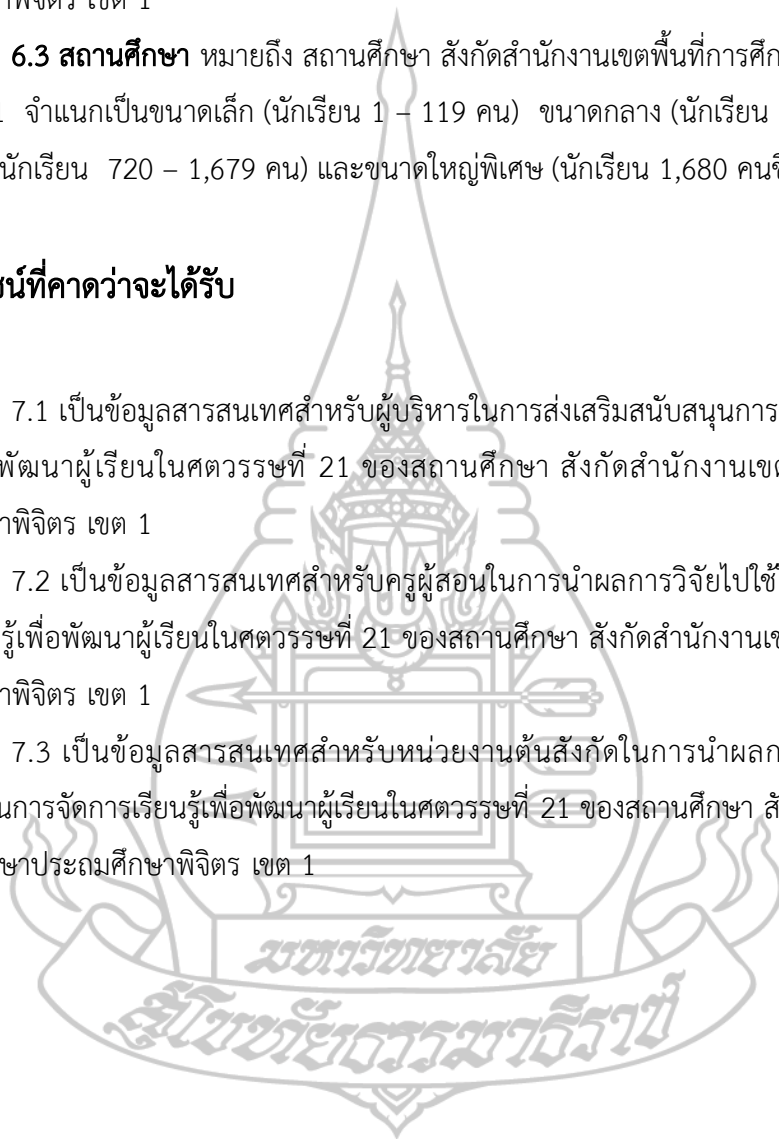 าพิจิตร เขต 1
6.3 สถานศึกษา หมายถึง สถานศึกษา สังกัดสำนักงานเขตพื้นที่การศึก
จำแนกเป็นขนาดเล็ก (นักเรียน 1 – 119 คน) ขนาดกลาง (นักเรียน
นักเรียน 720 – 1,679 คน) และขนาดใหญ่พิเศษ (นักเรียน 1,680 คนขึ
ชน์ที่คาดว่าจะได้รับ
7.1 เป็นข้อมูลสารสนเทศสำหรับผู้บริหารในการส่งเสริมสนับสนุนการ
พัฒนาผู้เรียนในศตวรรษที่ 21 ของสถานศึกษา สังกัดสำนักงานเขต
าพิจิตร เขต 1
7.2 เป็นข้อมูลสารสนเทศสำหรับครูผู้สอนในการนำผลการวิจัยไปใช้
รู้เพื่อพัฒนาผู้เรียนในศตวรรษที่ 21 ของสถานศึกษา สังกัดสำนักงานเข
าพิจิตร เขต 1
7.3 เป็นข้อมูลสารสนเทศสำหรับหน่วยงานต้นสังกัดในการนำผลก
นการจัดการเรียนรู้เพื่อพัฒนาผู้เรียนในศตวรรษที่ 21 ของสถานศึกษา สั
ษาประถมศึกษาพิจิตร เขต 1
มหาวิทยาลัย
สุโขทัยธรรมาธิราช